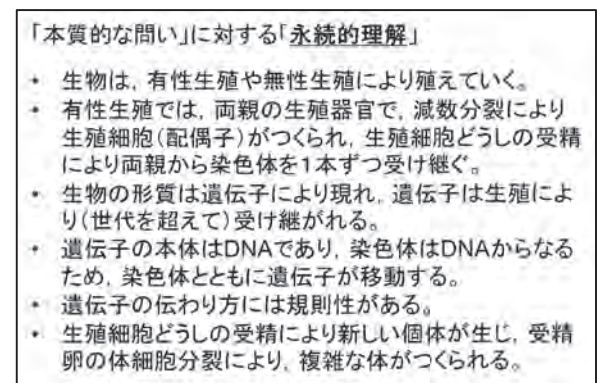 「本質的な問い」に対する「永続的理解」
・ 生物は，有性生殖や無性生殖により殖えていく。
・ 有性生殖では，両親の生殖器官で，減数分裂により
生殖細胞（配偶子）がつくられ，生殖細胞どうしの受精
により両親から染色体を1本ずつ受け継ぐ。
・ 生物の形質は遺伝子により現れ，遺伝子は生殖によ
り（世代を超えて）受け継がれる。
・ 遺伝子の本体はDNAであり，染色体はDNAからなる
ため，染色体とともに遺伝子が移動する。
・ 遺伝子の伝わり方には規則性がある。
・ 生殖細胞どうしの受精により新しい個体が生じ，受精
卵の体細胞分裂により，複雑な体がつくられる。